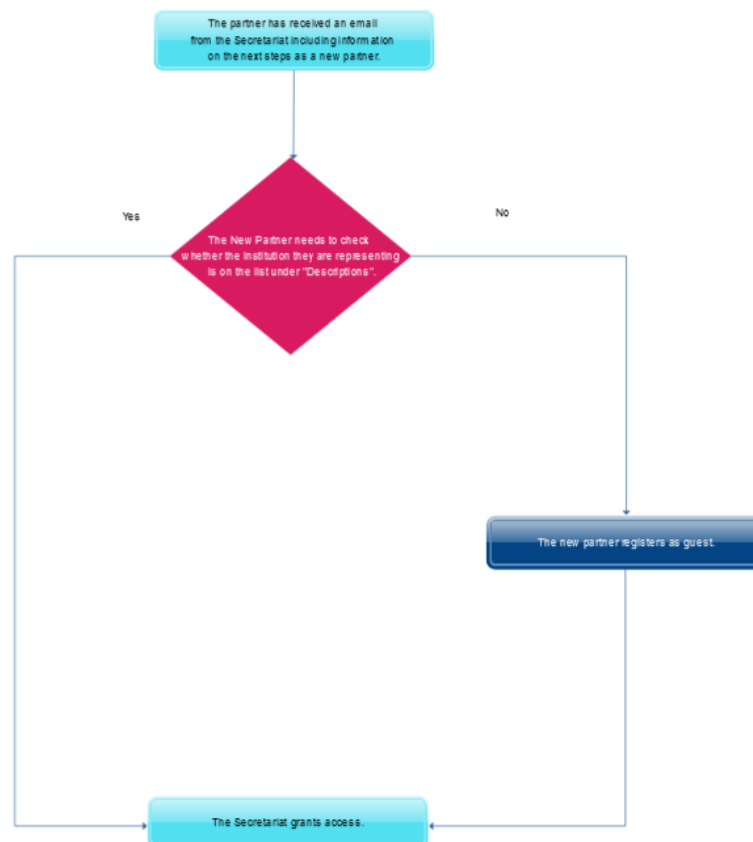 The partner has received an email
from the Secretariat including information
on the next steps as a new partner.
Yes
No
The New Partner needs to check
whether the institution they are representing
is on the list under "Descriptions".
The new partner registers as guest.
The Secretariat grants access.